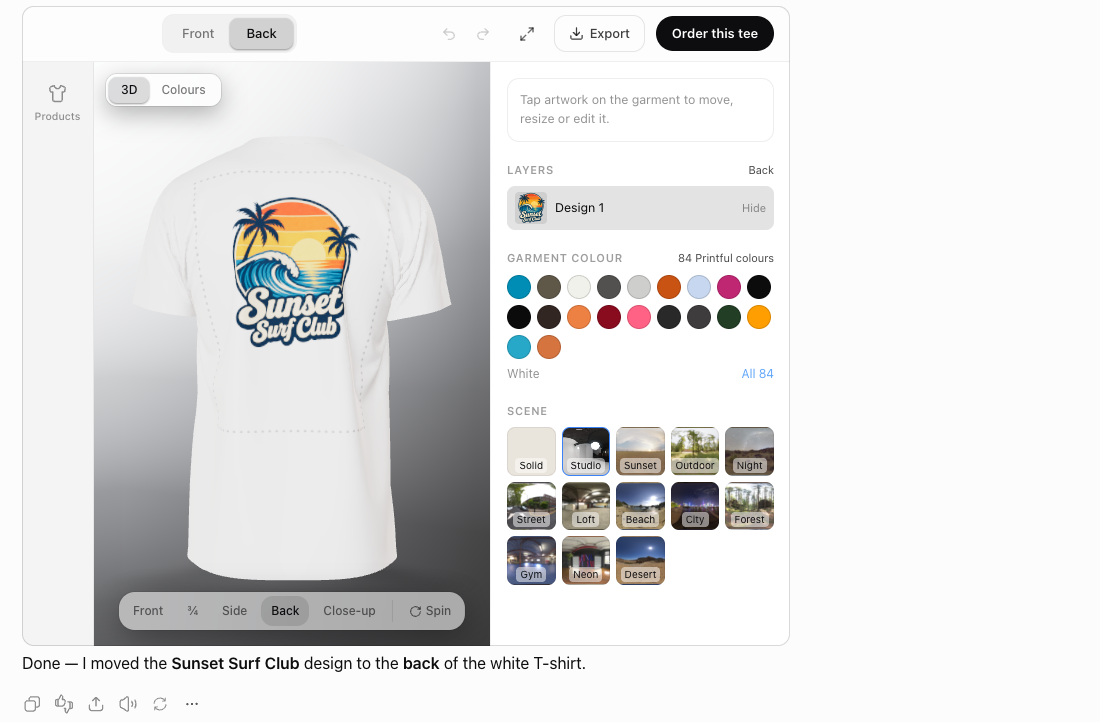 Front Back Export Order this tee
Products
3D Colours
Sunset
Surf Club
Front ¾ Side Back Close-up Spin
Tap artwork on the garment to move,
resize or edit it.
LAYERS Back
Design 1 Hide
GARMENT COLOUR 84 Printful colours
White All 84
SCENE
Solid Studio Sunset Outdoor Night
Street Loft Beach City Forest
Gym Neon Desert
Done — I moved the Sunset Surf Club design to the back of the white T-shirt.